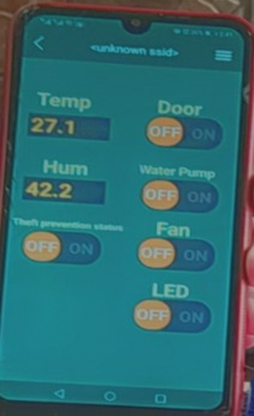 <unknown ssid>
Temp
27.1
Door
OFF ON
Hum
42.2
Water Pump
OFF ON
Theft prevention status
OFF ON
Fan
OFF ON
LED
OFF ON